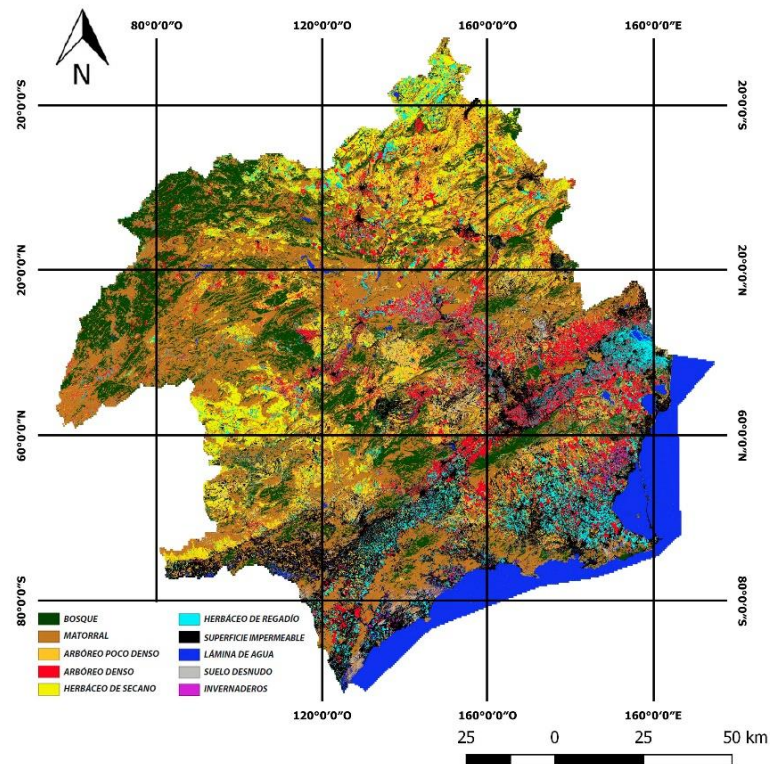 80°0'0"O 120°0'0"O 160°0'0"O 160°0'0"E
N
20°0'0"S 20°0'0"S
20°0'0"N 20°0'0"N
60°0'0"N 60°0'0"N
80°0'0"S 80°0'0"S
BOSQUE HERBÁCEO DE REGADÍO
MATORRAL SUPERFICIE IMPERMEABLE
ARBÓREO POCO DENSO LÁMINA DE AGUA
ARBÓREO DENSO SUELO DESNUDO
HERBÁCEO DE SECANO INVERNADEROS
120°0'0"O 160°0'0"O 160°0'0"E
25 0 25 50 km